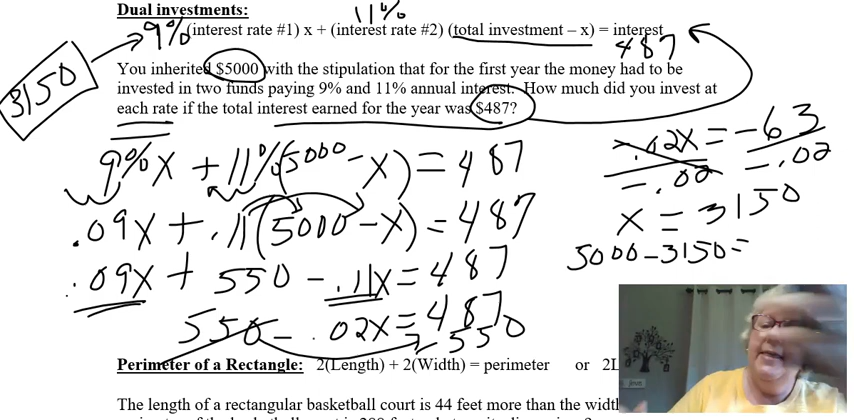 Dual investments:
11%
9% (interest rate #1) x + (interest rate #2) (total investment – x) = interest
487
3150
You inherited $5000 with the stipulation that for the first year the money had to be
invested in two funds paying 9% and 11% annual interest. How much did you invest at
each rate if the total interest earned for the year was $487?
9%x + 11%(5000 - x) = 487
.09x + .11(5000 - x) = 487
.09x + 550 - .11x = 487
550 - .02x = 487 - 550
-.02x = -63
-.02 -.02
x = 3150
5000 - 3150 =
Perimeter of a Rectangle: 2(Length) + 2(Width) = perimeter or 2L
The length of a rectangular basketball court is 44 feet more than the width